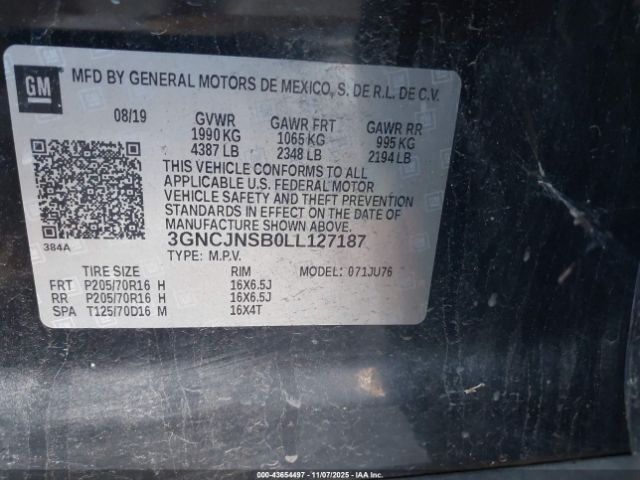 GM
MFD BY GENERAL MOTORS DE MEXICO, S. DE R.L. DE C.V.
08/19 GVWR GAWR FRT GAWR RR
1990 KG 1065 KG 995 KG
4387 LB 2348 LB 2194 LB
THIS VEHICLE CONFORMS TO ALL
APPLICABLE U.S. FEDERAL MOTOR
VEHICLE SAFETY AND THEFT
PREVENTION STANDARDS IN EFFECT
ON THE DATE OF
MANUFACTURE SHOWN ABOVE.
384A
3GNCJNSB0LL127187
TYPE: M.P.V.
TIRE SIZE RIM MODEL: 071JU76
FRT P205/70R16 H 16X6.5J
RR P205/70R16 H 16X6.5J
SPA T125/70D16 M 16X4T
000-43654497 - 11/07/2025 - IAA LLC